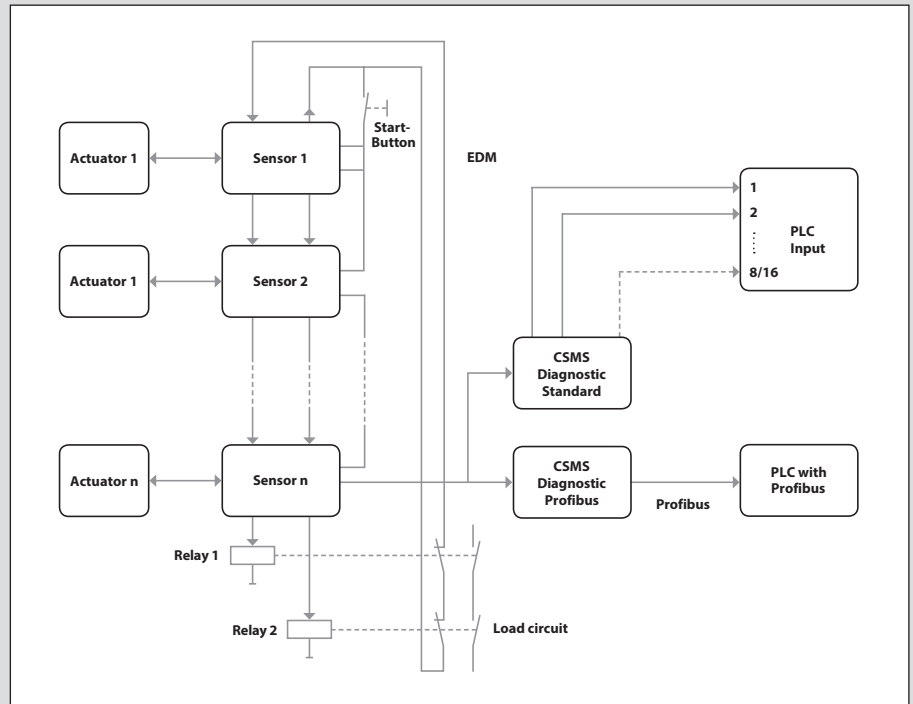 Start-
Button
Actuator 1
Sensor 1
EDM
1
2
8/16
PLC
Input
Actuator 1
Sensor 2
CSMS
Diagnostic
Standard
Actuator n
Sensor n
CSMS
Diagnostic
Profibus
Profibus
PLC with
Profibus
Relay 1
Relay 2
Load circuit